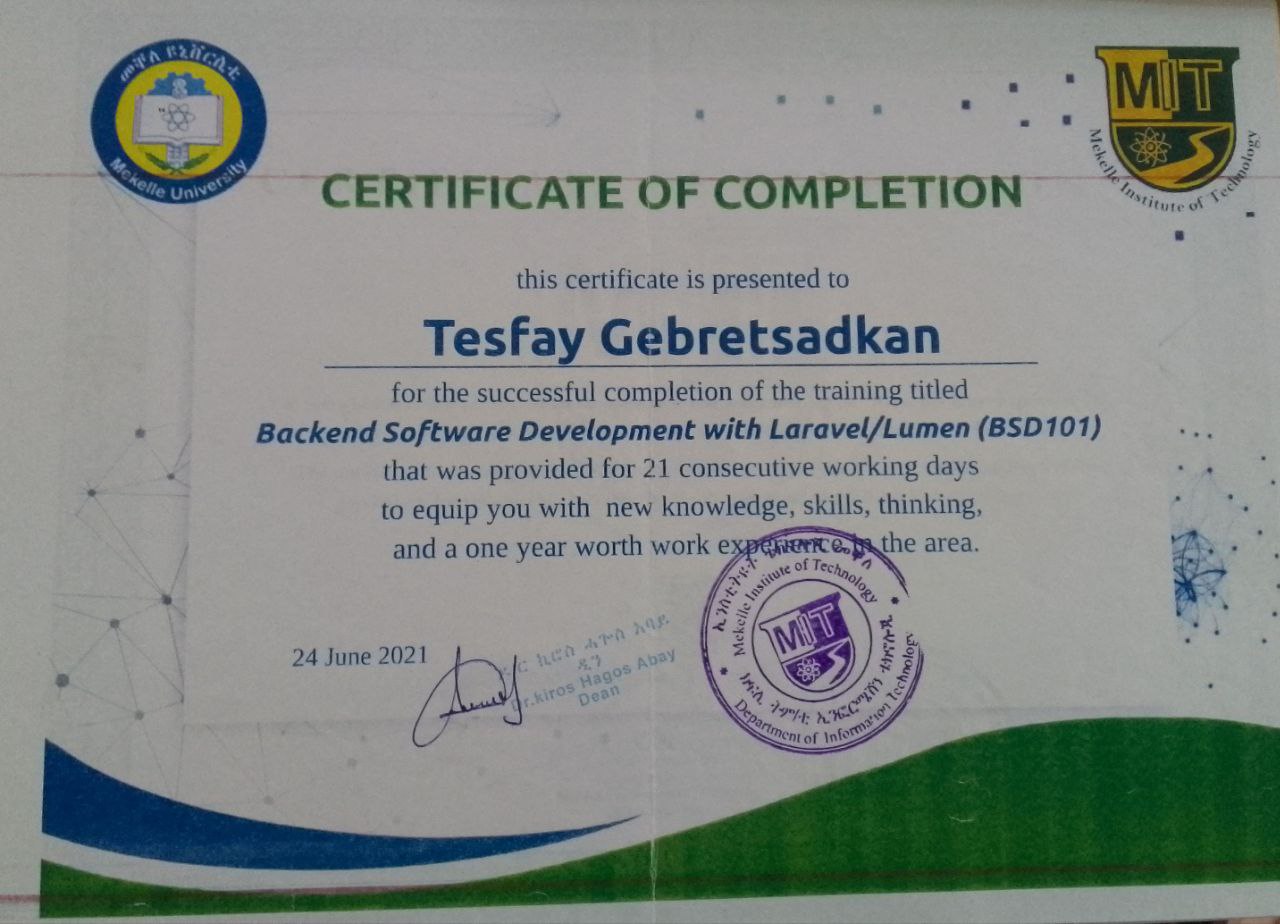 መቐለ ዩኒቨርሲቲ
Mekelle University
MIT
Mekelle Institute of Technology
CERTIFICATE OF COMPLETION
this certificate is presented to
Tesfay Gebretsadkan
for the successful completion of the training titled
Backend Software Development with Laravel/Lumen (BSD101)
that was provided for 21 consecutive working days
to equip you with new knowledge, skills, thinking,
and a one year worth work experience in the area.
24 June 2021
ኪሮስ ሓጎስ ኣባይ
ዲን
Dr.kiros Hagos Abay
Dean
Mekelle Institute of Technology
MIT
Department of Information Technology